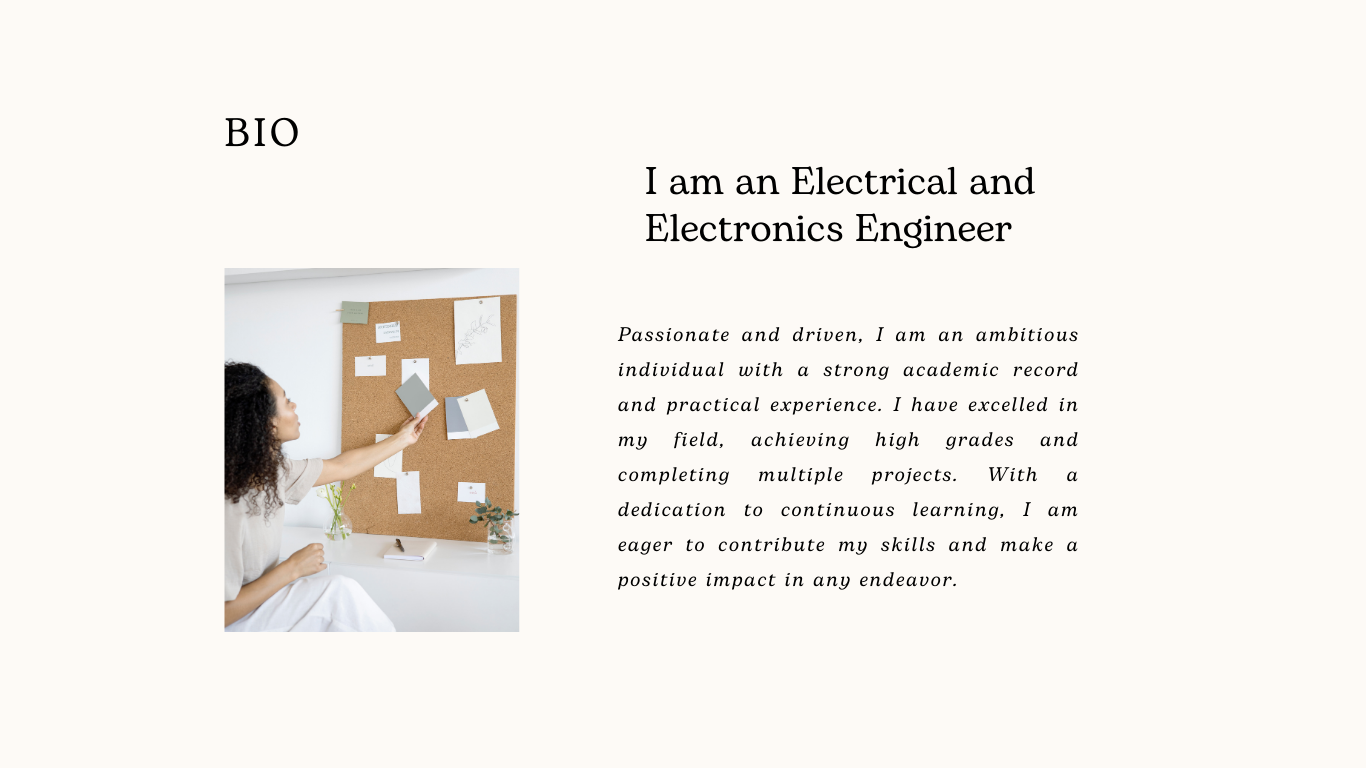 BIO
I am an Electrical and
Electronics Engineer
Passionate and driven, I am an ambitious
individual with a strong academic record
and practical experience. I have excelled in
my field, achieving high grades and
completing multiple projects. With a
dedication to continuous learning, I am
eager to contribute my skills and make a
positive impact in any endeavor.